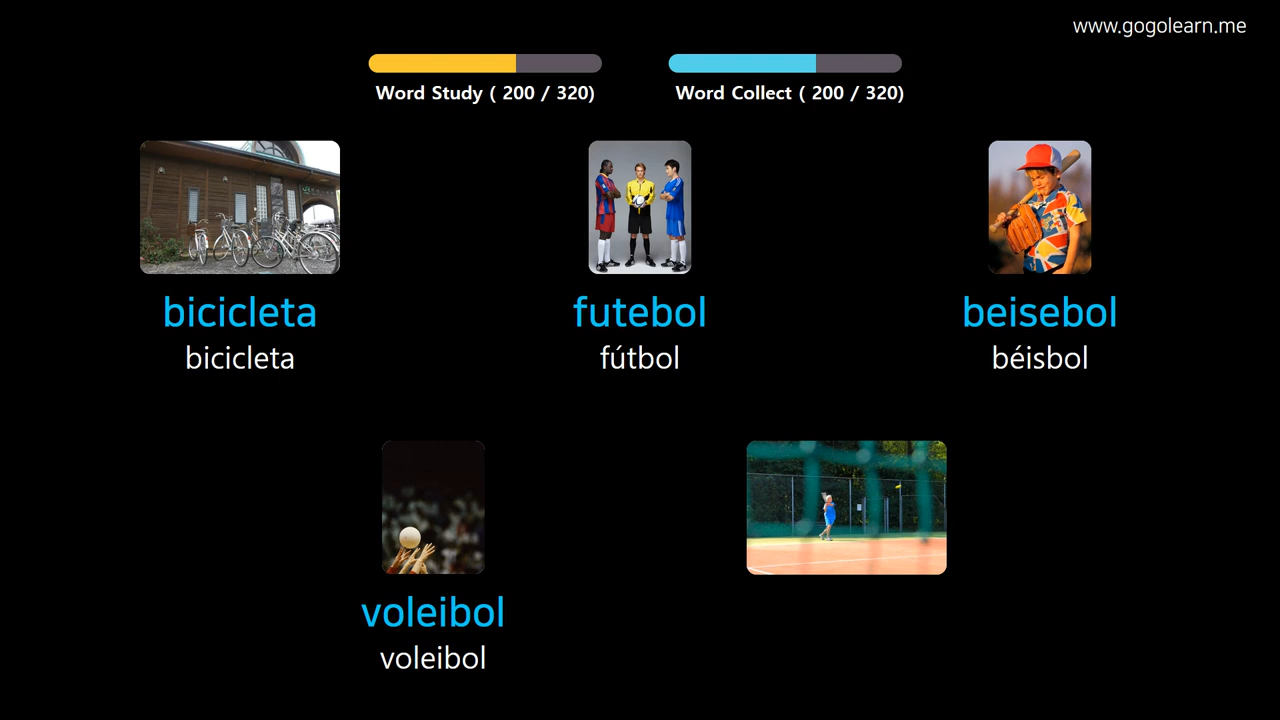 www.gogolearn.me
Word Study ( 200 / 320)
Word Collect ( 200 / 320)
bicicleta
bicicleta
futebol
fútbol
beisebol
béisbol
voleibol
voleibol